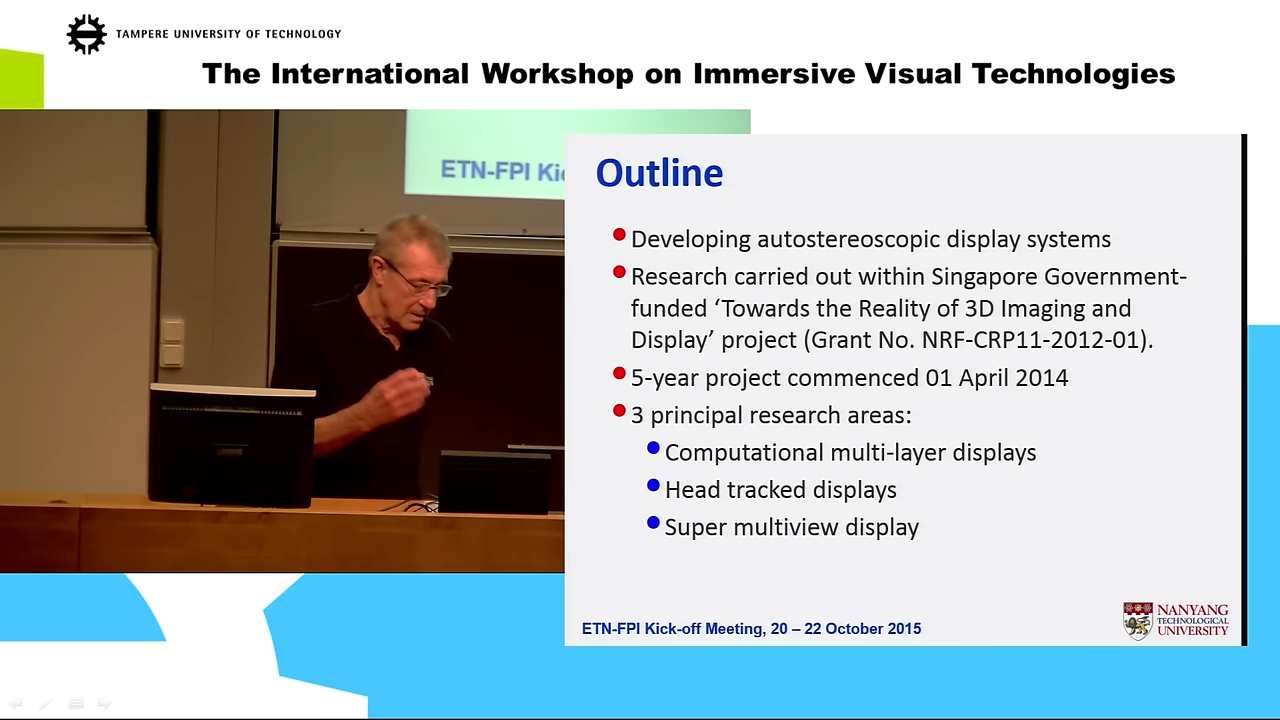 TAMPERE UNIVERSITY OF TECHNOLOGY
The International Workshop on Immersive Visual Technologies
ETN-FPI Ki
Outline
Developing autostereoscopic display systems
Research carried out within Singapore Government-
funded ‘Towards the Reality of 3D Imaging and
Display’ project (Grant No. NRF-CRP11-2012-01).
5-year project commenced 01 April 2014
3 principal research areas:
Computational multi-layer displays
Head tracked displays
Super multiview display
ETN-FPI Kick-off Meeting, 20 – 22 October 2015
NANYANG
TECHNOLOGICAL
UNIVERSITY